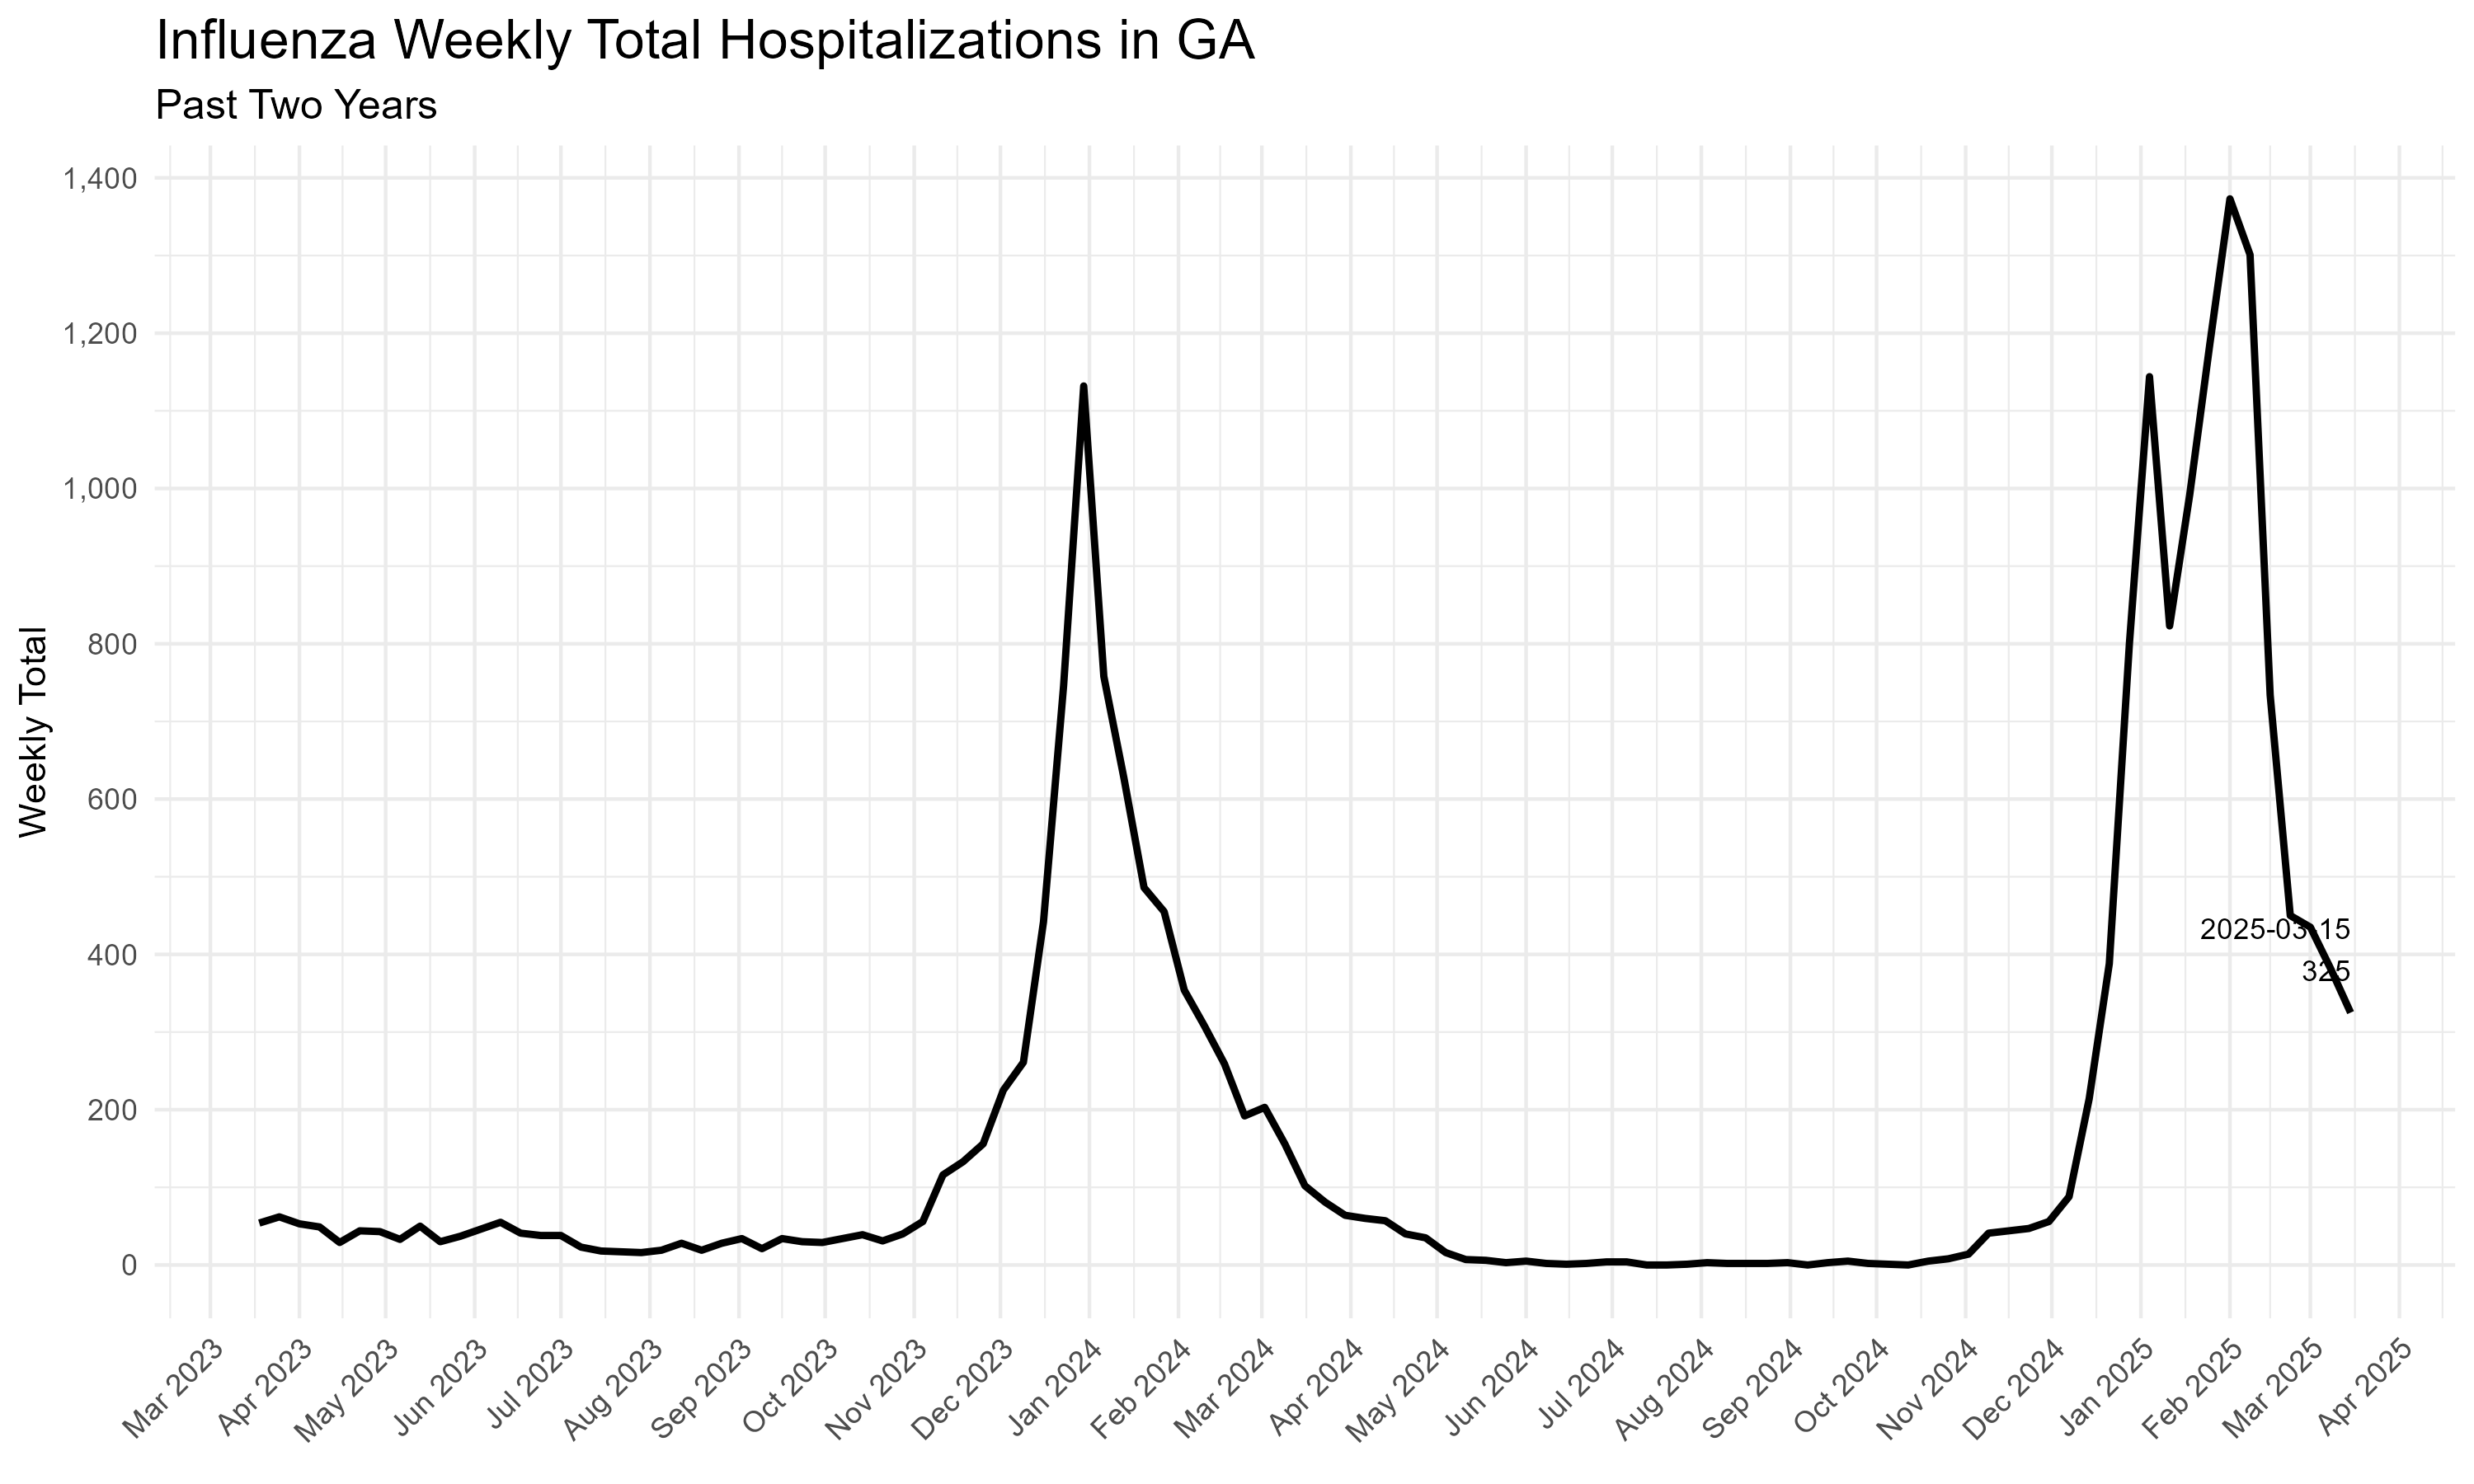 Influenza Weekly Total Hospitalizations in GA
Past Two Years
Weekly Total
1,400
1,200
1,000
800
600
400
200
0
2025-03-15
325
Mar 2023
Apr 2023
May 2023
Jun 2023
Jul 2023
Aug 2023
Sep 2023
Oct 2023
Nov 2023
Dec 2023
Jan 2024
Feb 2024
Mar 2024
Apr 2024
May 2024
Jun 2024
Jul 2024
Aug 2024
Sep 2024
Oct 2024
Nov 2024
Dec 2024
Jan 2025
Feb 2025
Mar 2025
Apr 2025